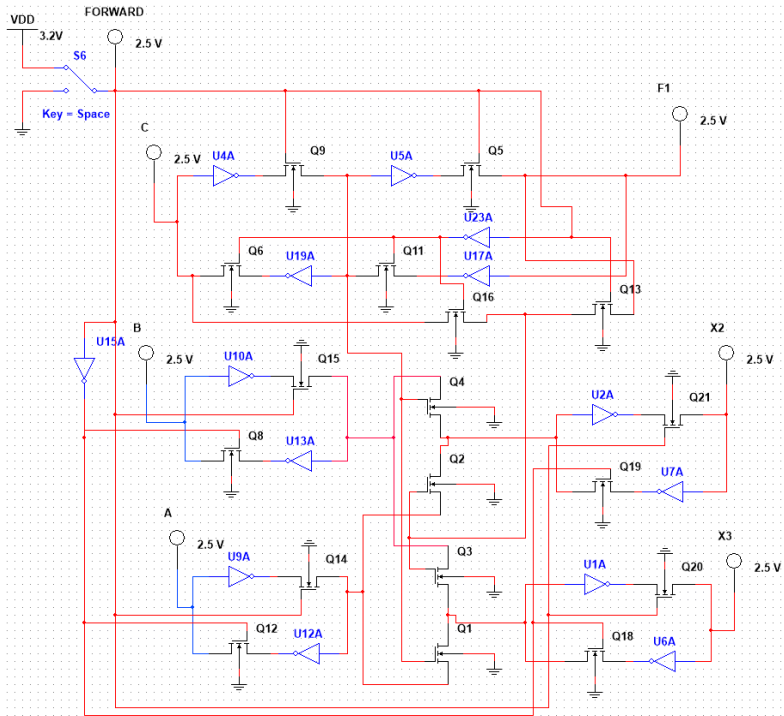 FORWARD
VDD
3.2V
2.5 V
S6
Key = Space
F1
2.5 V
C
2.5 V
U4A
Q9
U5A
Q5
U23A
Q6
U19A
Q11
U17A
Q16
Q13
U15A
B
2.5 V
U10A
Q15
Q8
U13A
Q4
Q2
X2
2.5 V
U2A
Q21
Q19
U7A
A
2.5 V
U9A
Q14
Q12
U12A
Q3
Q1
X3
2.5 V
U1A
Q20
Q18
U6A